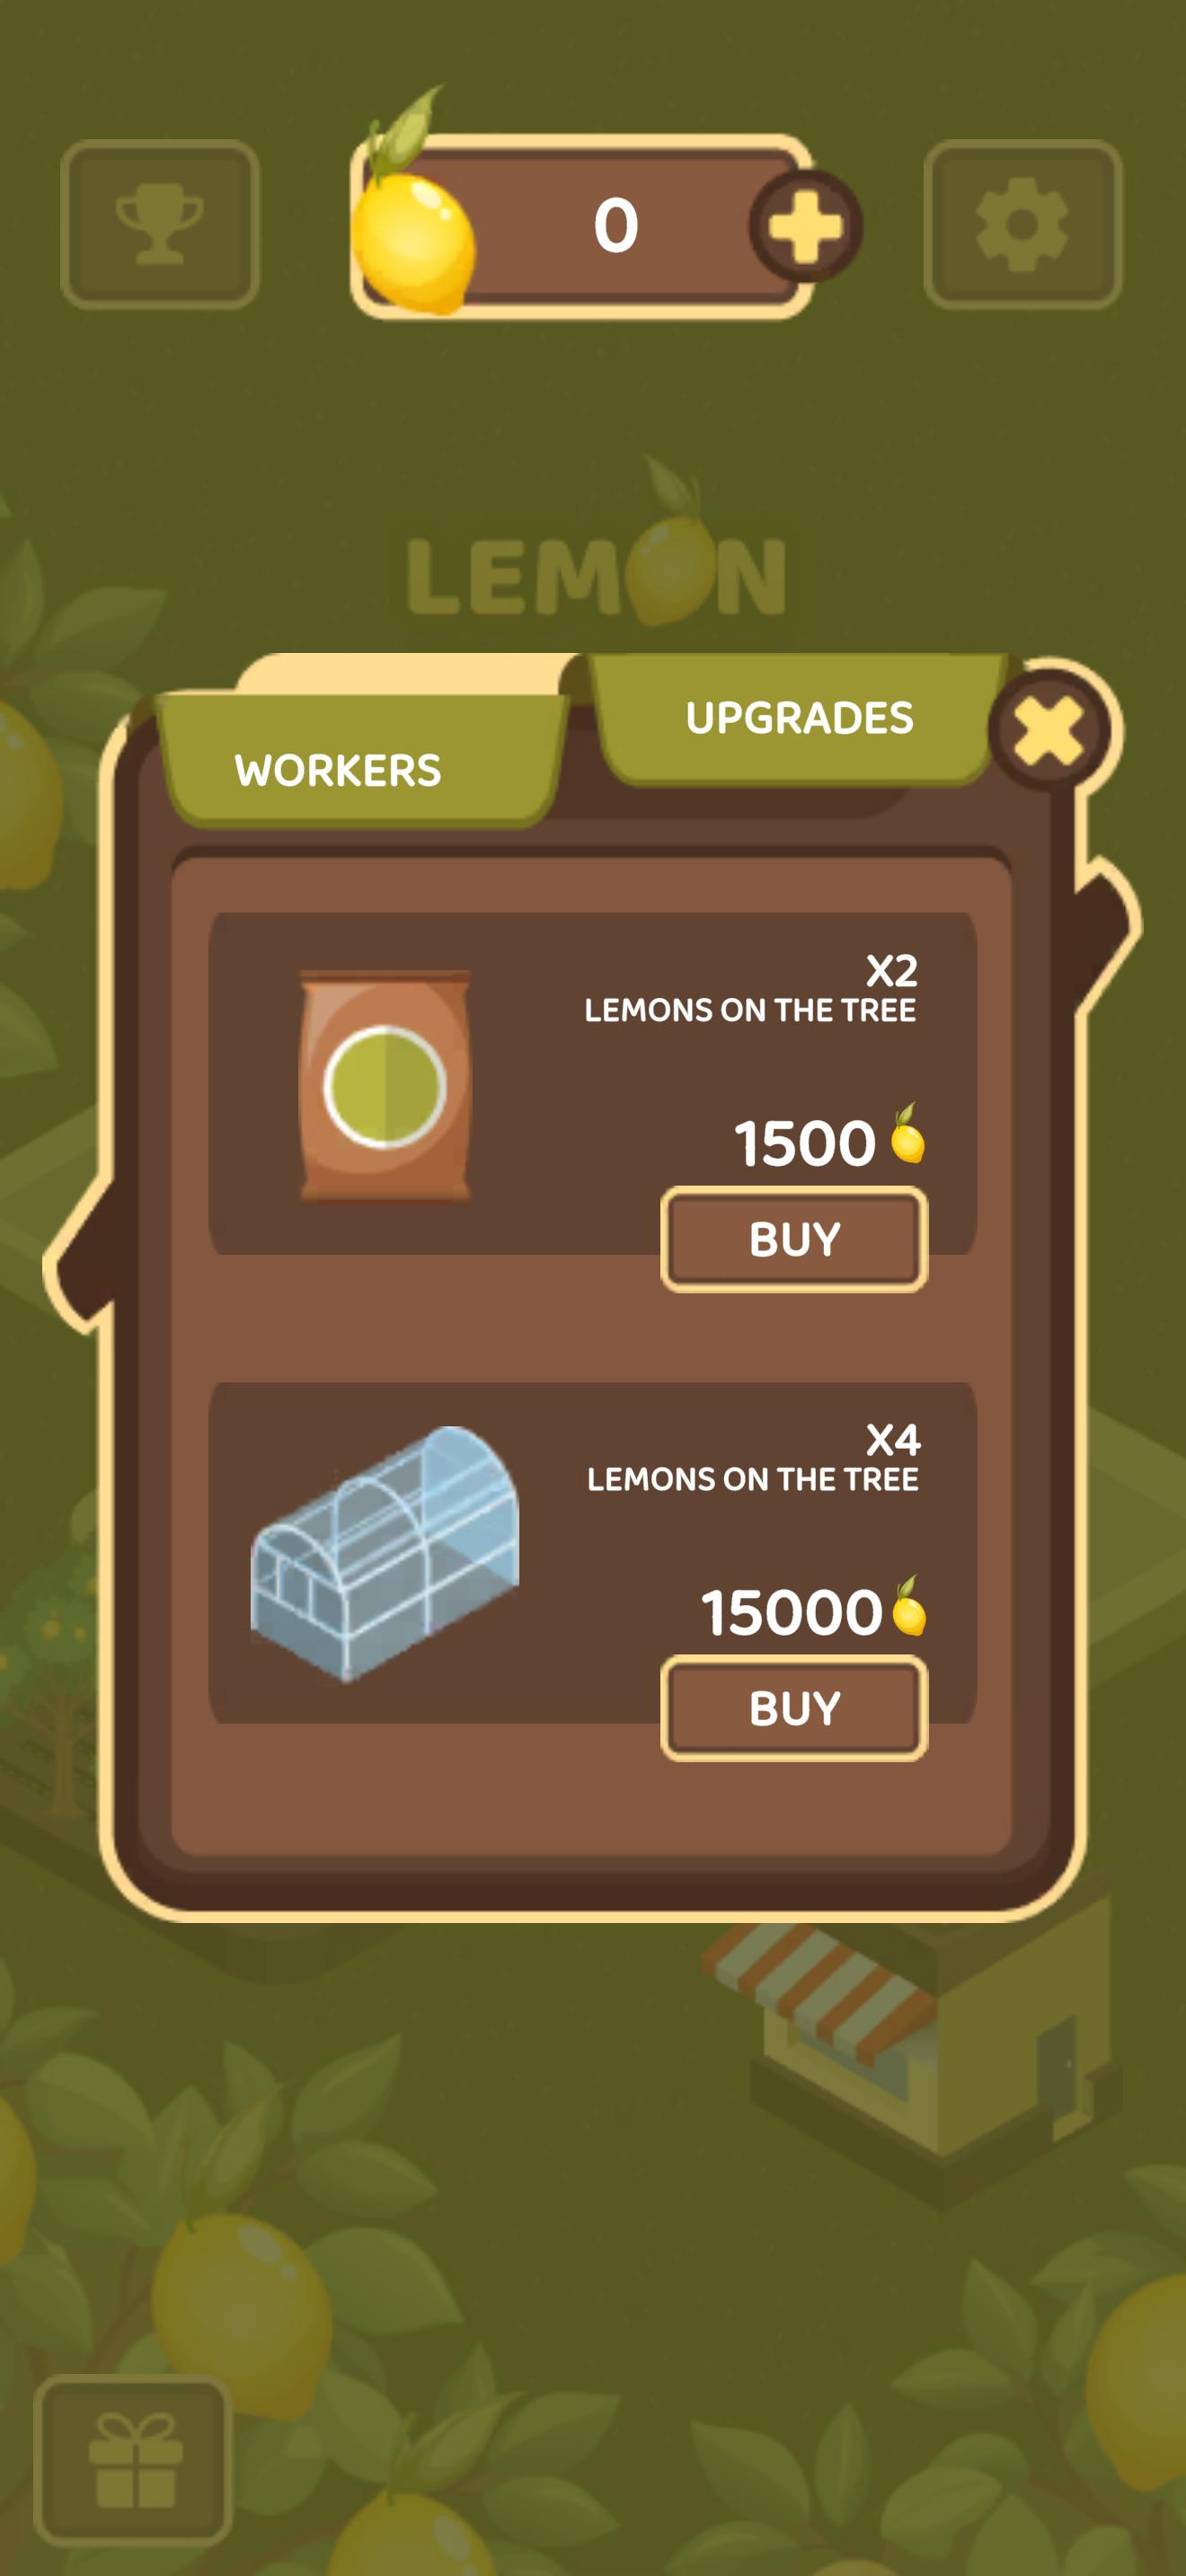 0
LEMON
UPGRADES
WORKERS
X2
LEMONS ON THE TREE
1500
BUY
X4
LEMONS ON THE TREE
15000
BUY